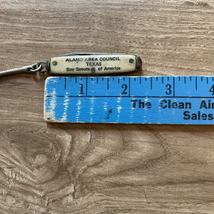 ALAMO AREA COUNCIL
TEXAS
Boy Scouts of America
1 2 3 4
The Clean Air
Sales